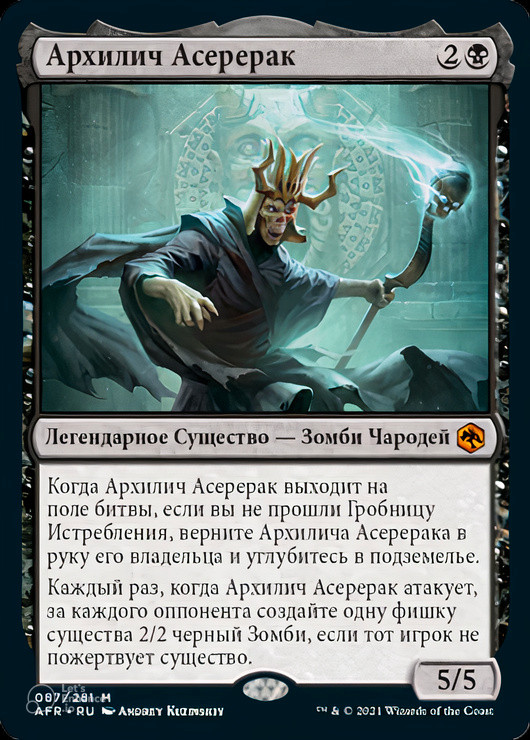 Архилич Асерерак 2
Легендарное Существо — Зомби Чародей
Когда Архилич Асерерак выходит на
поле битвы, если вы не прошли Гробницу
Истребления, верните Архилича Асерерака в
руку его владельца и углубитесь в подземелье.
Каждый раз, когда Архилич Асерерак атакует,
за каждого оппонента создайте одну фишку
существа 2/2 черный Зомби, если тот игрок не
пожертвует существо.
5/5
087/281 M
Let's
AFR • RU
™ & © 2021 Wizards of the Coast